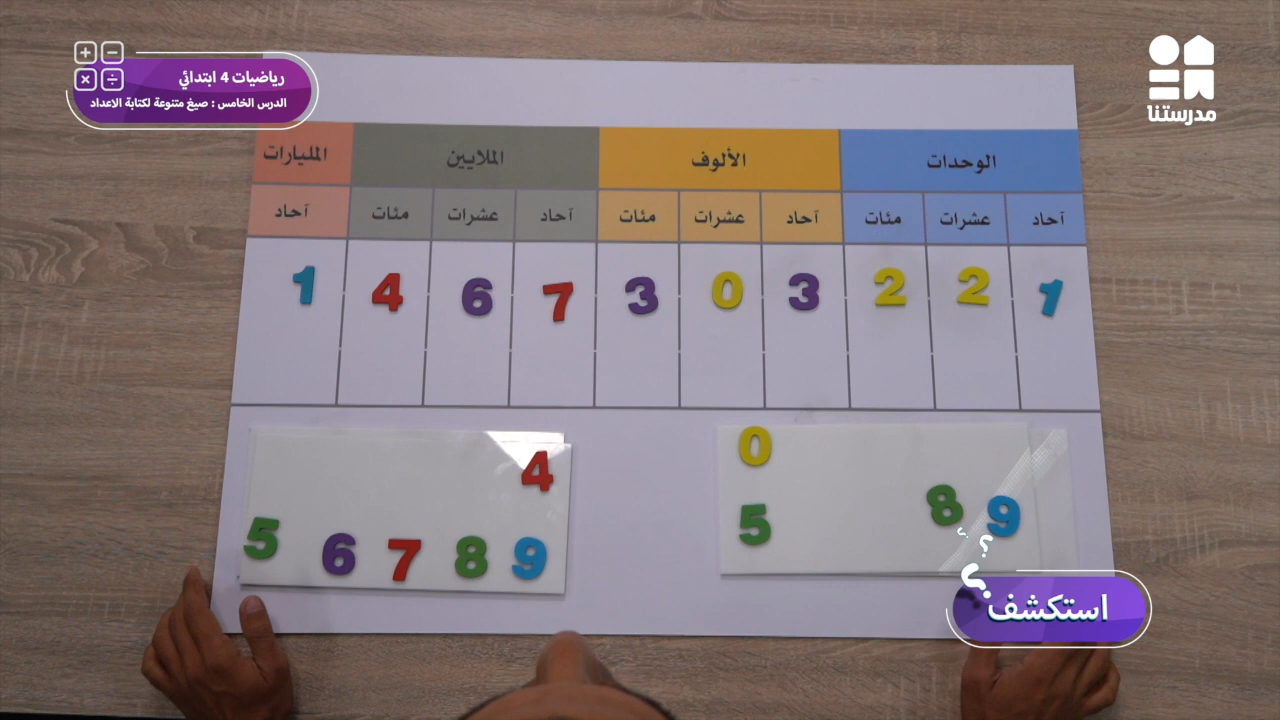 رياضيات 4 ابتدائي
الدرس الخامس : صيغ متنوعة لكتابة الاعداد
مدرستنا
الوحدات الألوف الملايين المليارات
آحاد عشرات مئات آحاد عشرات مئات آحاد عشرات مئات آحاد
1 4 6 7 3 0 3 2 2 1
4
5 6 7 8 9
0
5 8 9
استكشف